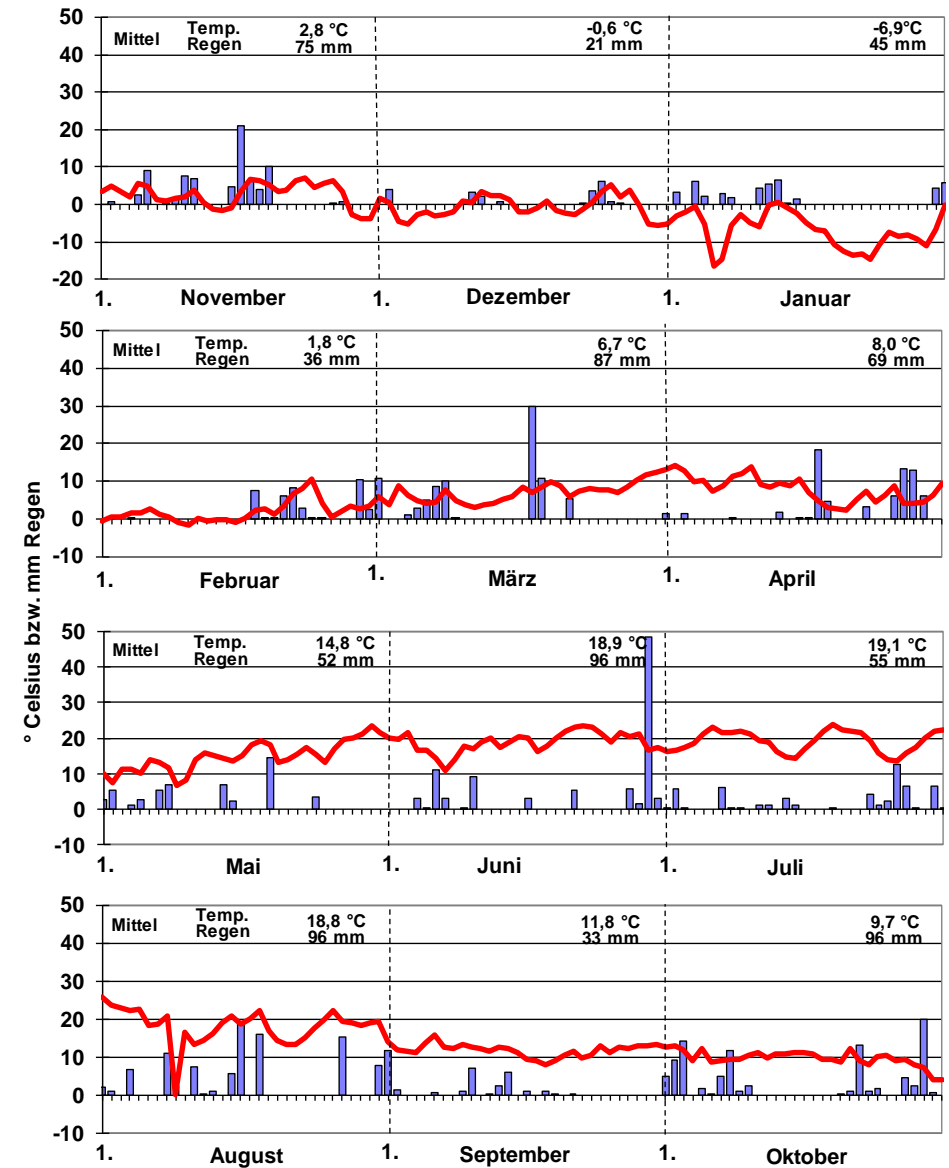 ° Celsius bzw. mm Regen
50
40
30
20
10
0
-10
-20
Mittel Temp. 2,8 °C -0,6 °C -6,9°C
Regen 75 mm 21 mm 45 mm
1. November 1. Dezember 1. Januar
50
40
30
20
10
0
-10
Mittel Temp. 1,8 °C 6,7 °C 8,0 °C
Regen 36 mm 87 mm 69 mm
1. Februar 1. März 1. April
50
40
30
20
10
0
-10
Mittel Temp. 14,8 °C 18,9 °C 19,1 °C
Regen 52 mm 96 mm 55 mm
1. Mai 1. Juni 1. Juli
50
40
30
20
10
0
-10
Mittel Temp. 18,8 °C 11,8 °C 9,7 °C
Regen 96 mm 33 mm 96 mm
1. August 1. September 1. Oktober